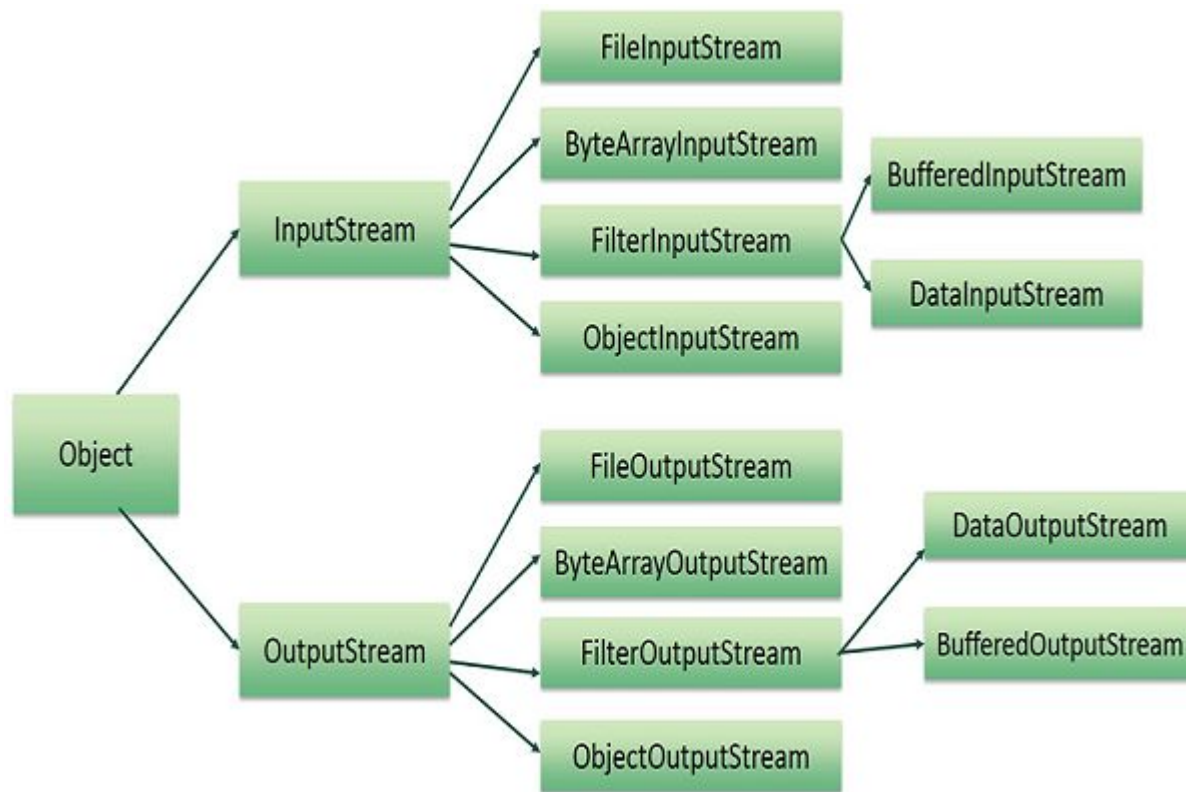 FileInputStream
ByteArrayInputStream
BufferedInputStream
InputStream
FilterInputStream
DataInputStream
ObjectInputStream
Object
FileOutputStream
DataOutputStream
ByteArrayOutputStream
OutputStream
FilterOutputStream
BufferedOutputStream
ObjectOutputStream